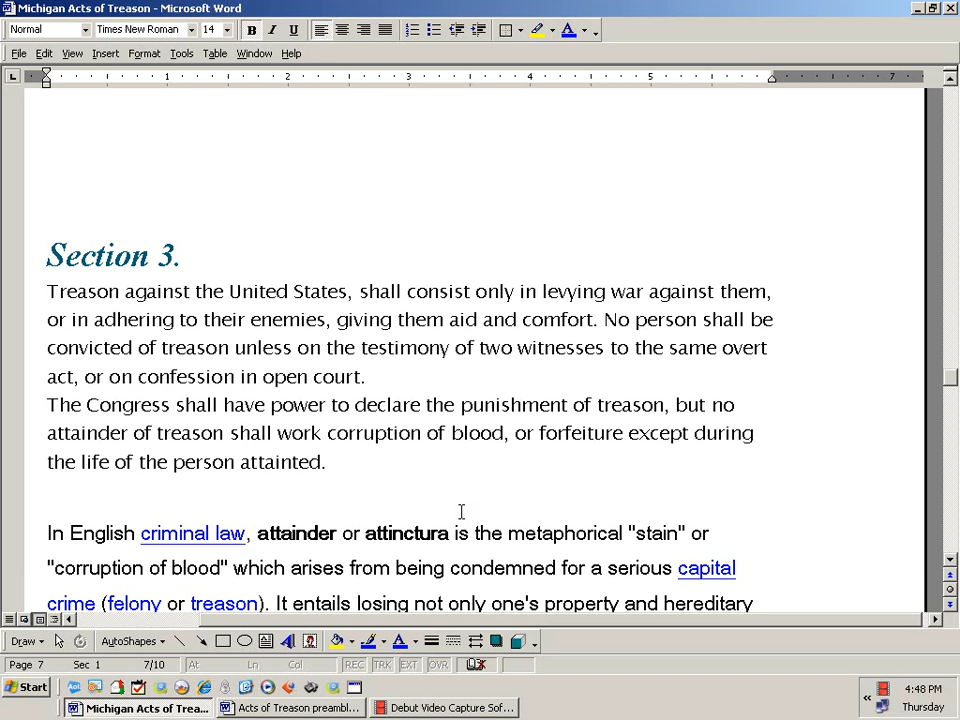 Michigan Acts of Treason - Microsoft Word
Normal Times New Roman 14 B I U A
File Edit View Insert Format Tools Table Window Help
1 2 3 4 5 7
Section 3.
Treason against the United States, shall consist only in levying war against them,
or in adhering to their enemies, giving them aid and comfort. No person shall be
convicted of treason unless on the testimony of two witnesses to the same overt
act, or on confession in open court.
The Congress shall have power to declare the punishment of treason, but no
attainder of treason shall work corruption of blood, or forfeiture except during
the life of the person attainted.
In English criminal law, attainder or attinctura is the metaphorical "stain" or
"corruption of blood" which arises from being condemned for a serious capital
crime (felony or treason). It entails losing not only one's property and hereditary
Draw AutoShapes A
Page 7 Sec 1 7/10 At Ln Col REC TRK EXT OVR
Start 4:48 PM
Michigan Acts of Trea... Acts of Treason preambl... Debut Video Capture Sof... Thursday